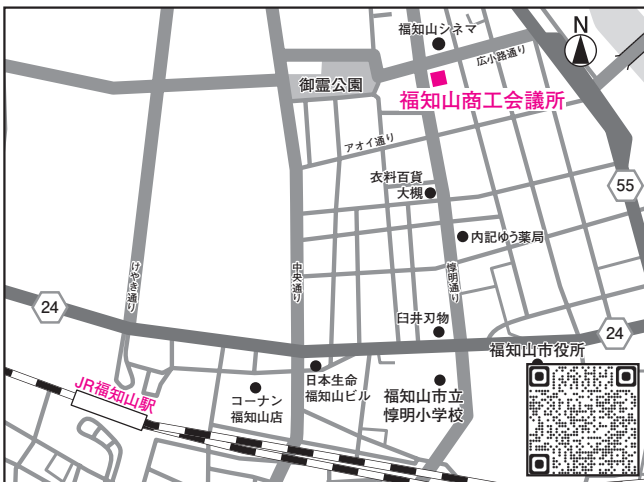 福知山シネマ
N
広小路通り
御霊公園
福知山商工会議所
アオイ通り
衣料百貨
大槻
55
内記ゆう薬局
けやき通り
中央通り
惇明通り
24
臼井刃物
24
福知山市役所
JR福知山駅
コーナン
福知山店
日本生命
福知山ビル
福知山市立
惇明小学校